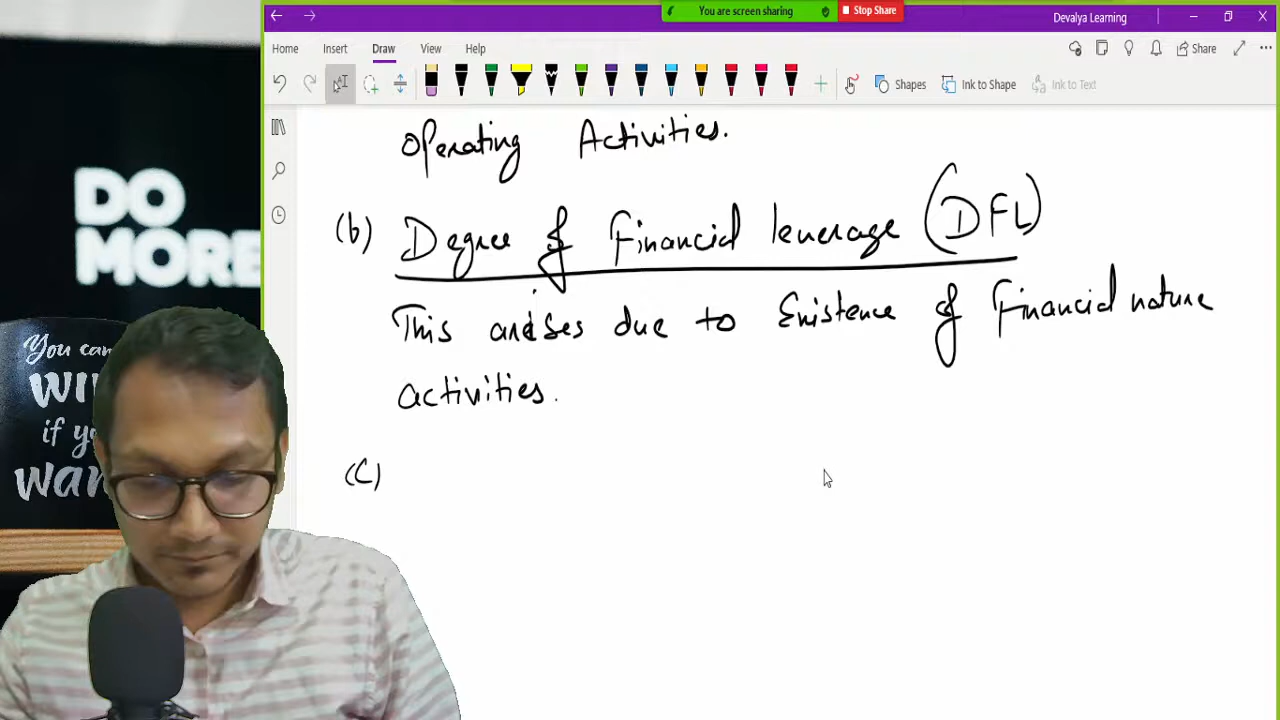 You are screen sharing
Stop Share
Devalya Learning
Home Insert Draw View Help
Share
Shapes Ink to Shape Ink to Text
DO
MORE
You can
if you
Operating Activities.
(b) Degree of Financial leverage (DFL)
This arises due to Existence of Financial nature
activities.
(C)